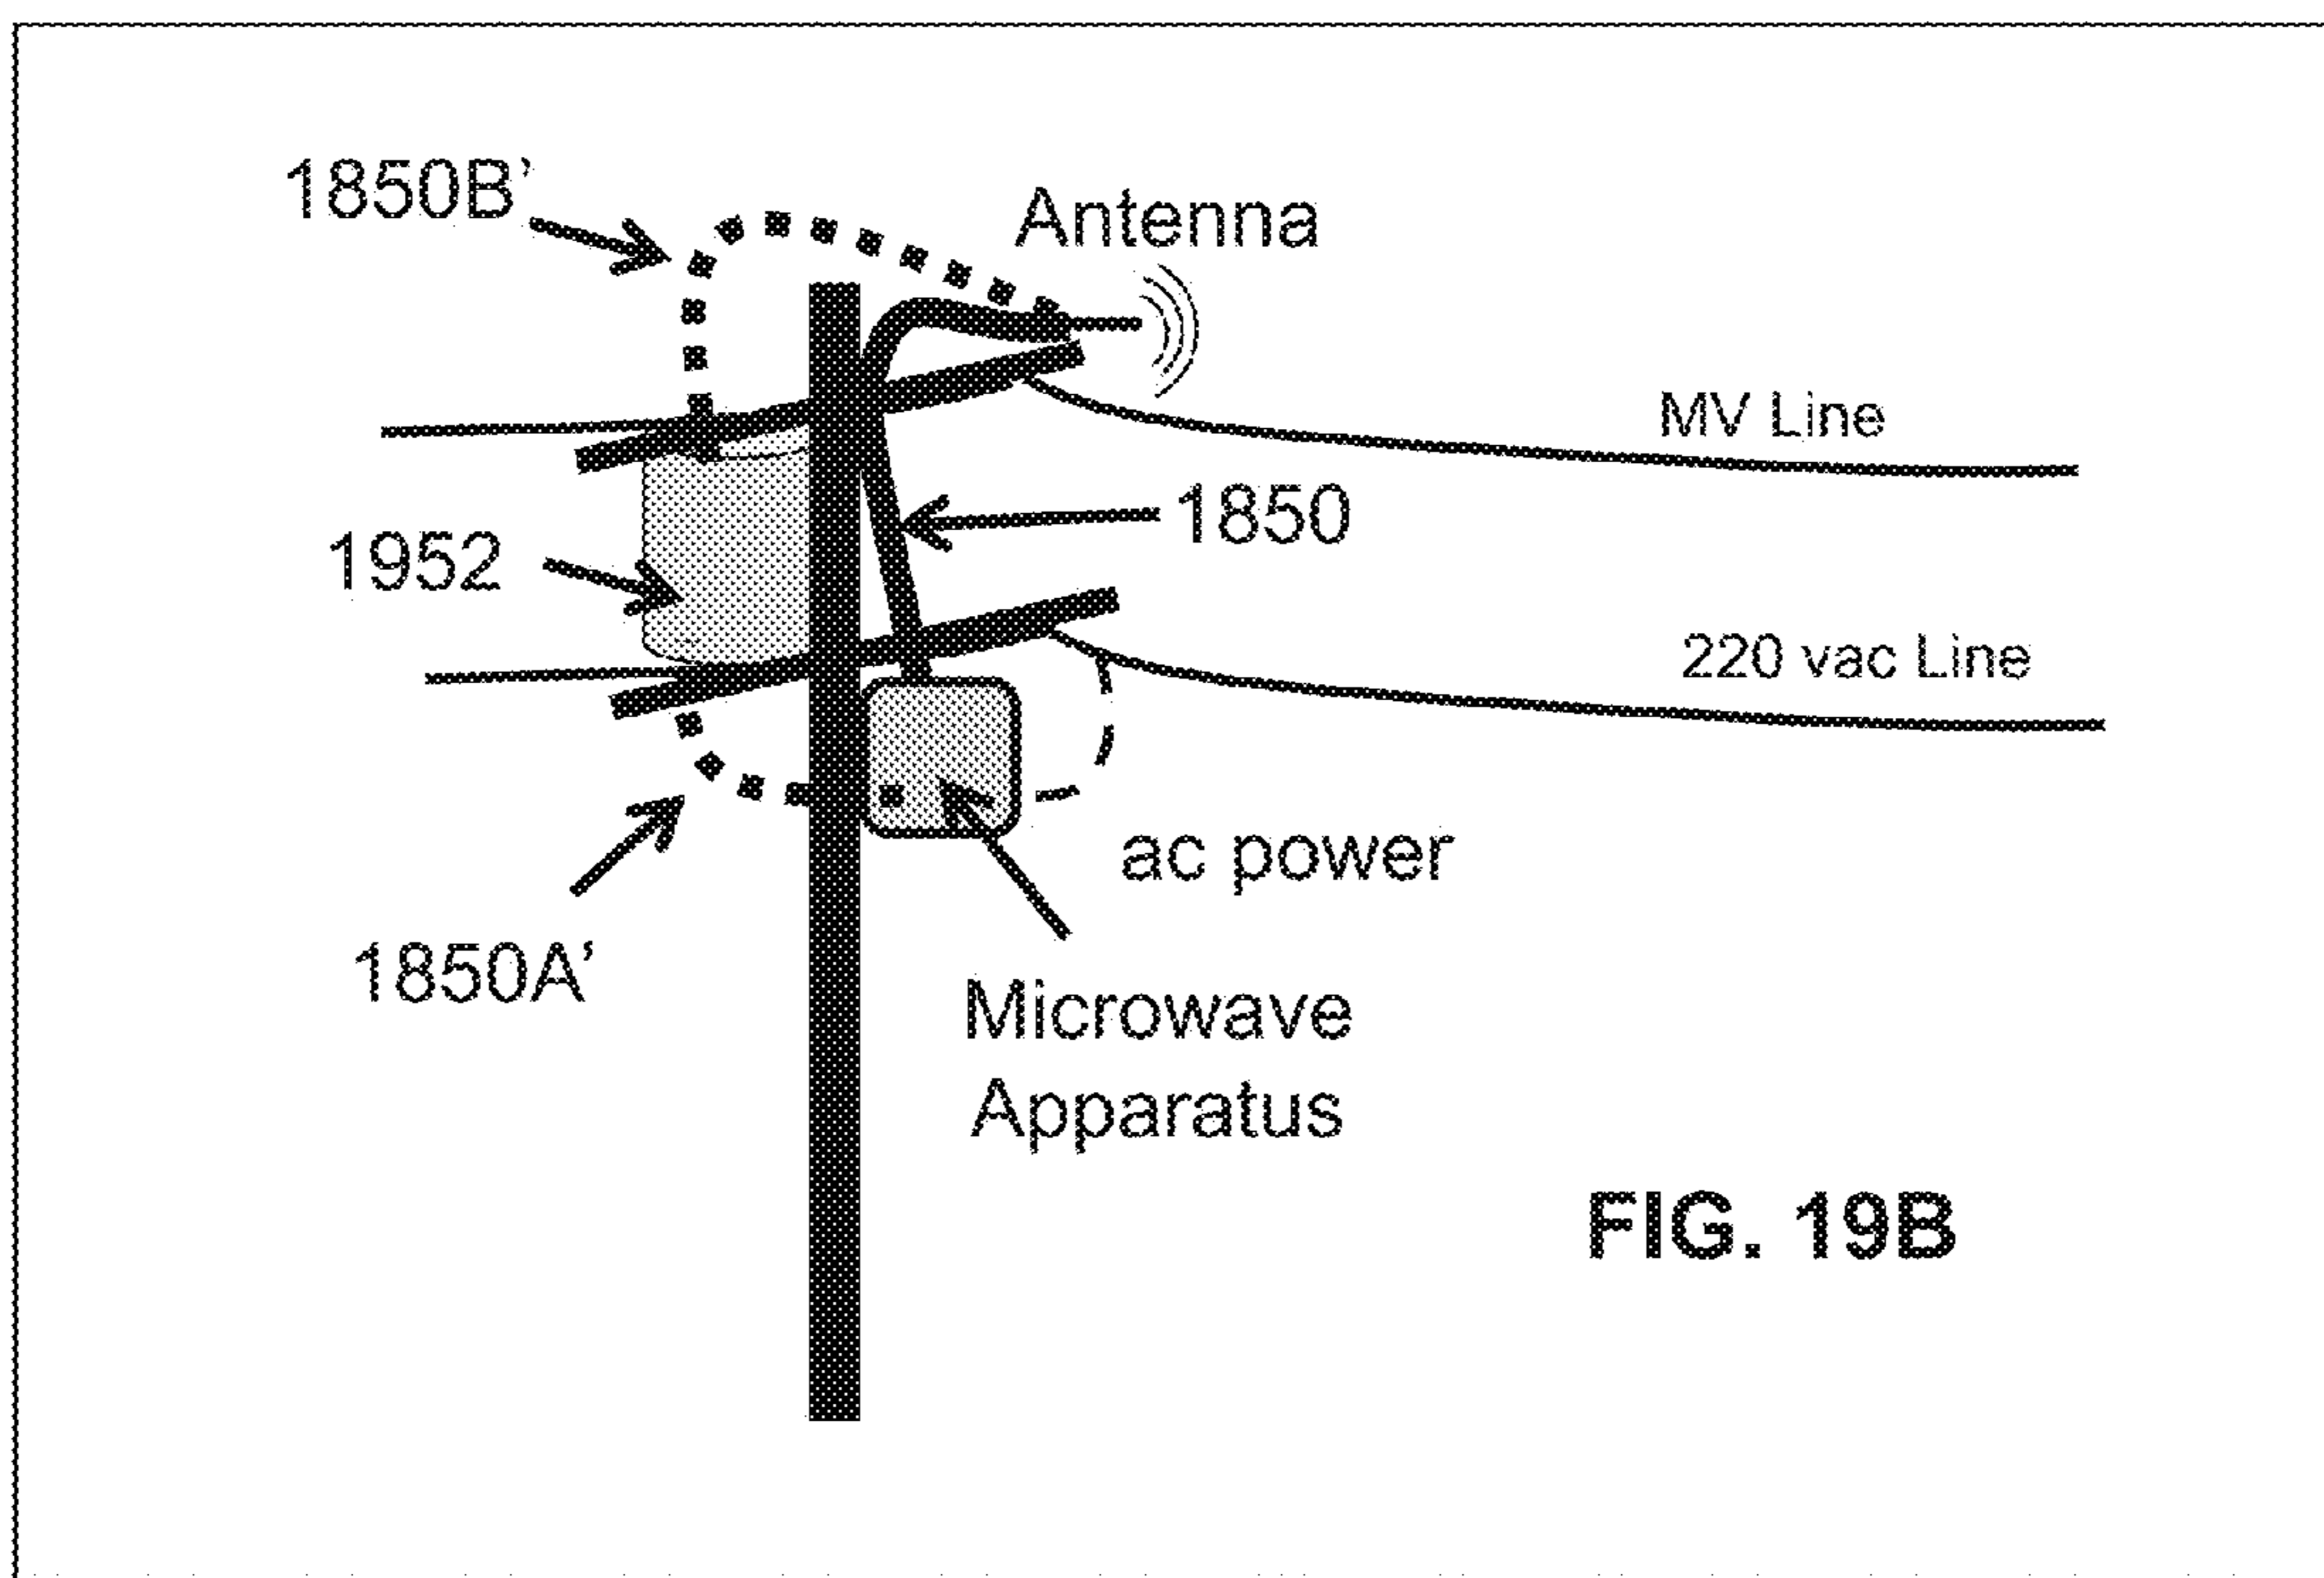 1850B’
Antenna
MV Line
1850
1952
220 vac Line
ac power
1850A’
Microwave
Apparatus
FIG. 19B